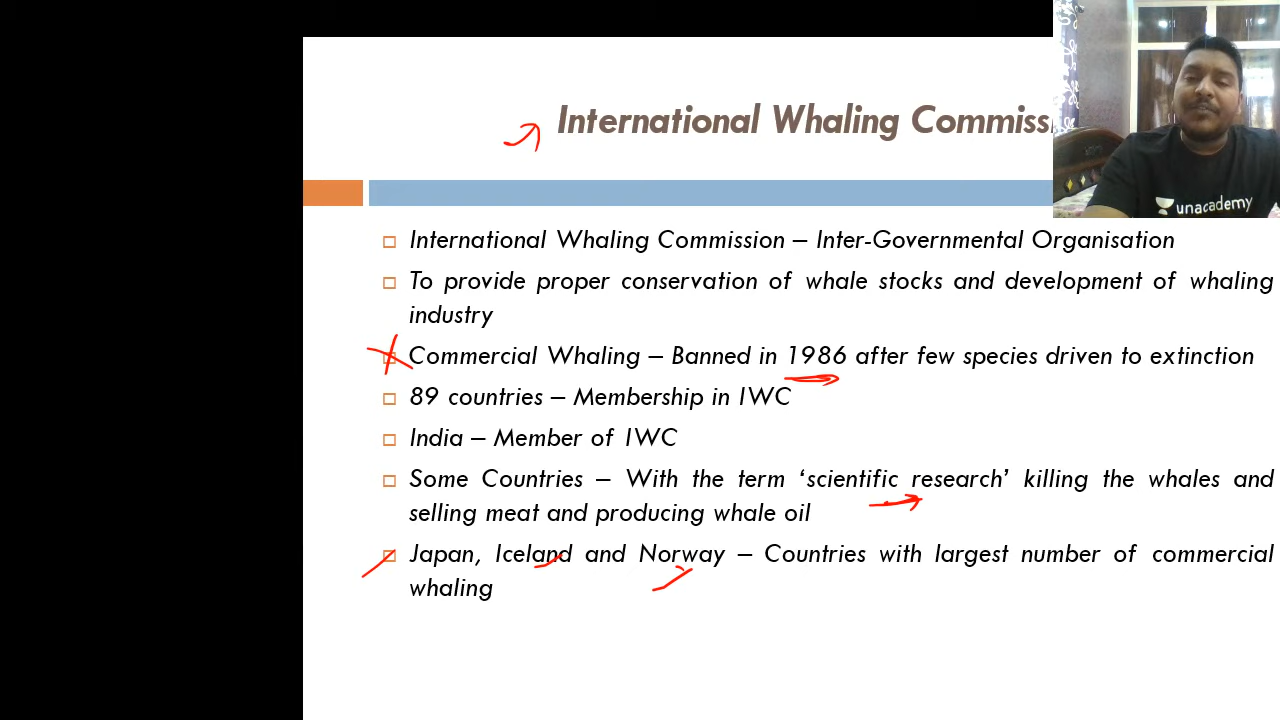 International Whaling Commiss
unacademy
International Whaling Commission – Inter-Governmental Organisation
To provide proper conservation of whale stocks and development of whaling
industry
Commercial Whaling – Banned in 1986 after few species driven to extinction
89 countries – Membership in IWC
India – Member of IWC
Some Countries – With the term ‘scientific research’ killing the whales and
selling meat and producing whale oil
Japan, Iceland and Norway – Countries with largest number of commercial
whaling